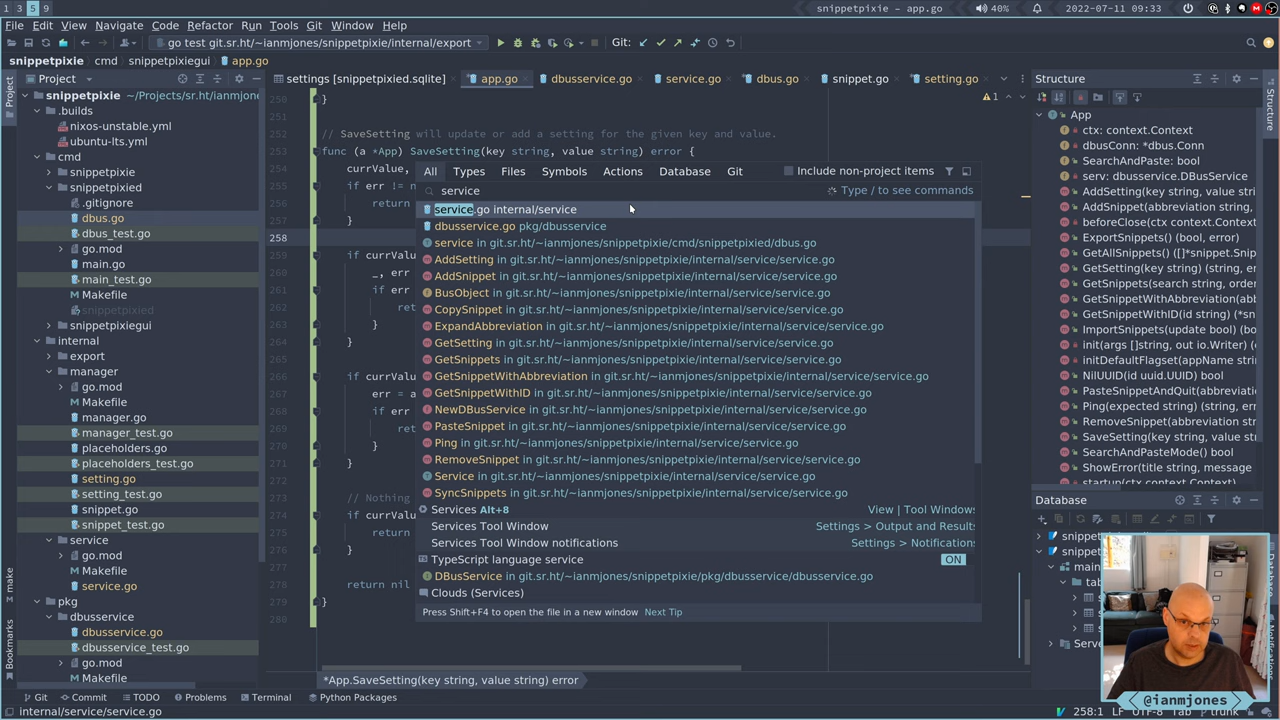 1 3 5 9
snippetpixie – app.go
40%
2022-07-11 09:33
File Edit View Navigate Code Refactor Run Tools Git Window Help
go test git.sr.ht/~ianmjones/snippetpixie/internal/export
Git:
snippetpixie cmd snippetpixiegui app.go
Project
settings [snippetpixied.sqlite]
app.go
dbusservice.go
service.go
dbus.go
snippet.go
setting.go
Structure
snippetpixie ~/Projects/sr.ht/ianmjones/
.builds
nixos-unstable.yml
ubuntu-lts.yml
cmd
snippetpixie
snippetpixied
.gitignore
dbus.go
dbus_test.go
go.mod
main.go
main_test.go
Makefile
snippetpixied
snippetpixiegui
internal
export
manager
go.mod
Makefile
manager.go
manager_test.go
placeholders.go
placeholders_test.go
setting.go
setting_test.go
snippet.go
snippet_test.go
service
go.mod
Makefile
service.go
pkg
dbusservice
dbusservice.go
dbusservice_test.go
go.mod
Makefile
250 }
251
252 // SaveSetting will update or add a setting for the given key and value.
253 func (a *App) SaveSetting(key string, value string) error {
254 currValue,
255 if err != n
256 return
257 }
258
259 if currValu
260 _, err
261 if err
262 ret
263 }
264 }
265
266 if currValu
267 err = a
268 if err
269 ret
270 }
271 }
272
273 // Nothing
274 if currValu
275 return
276 }
277
278 return nil
279 }
280
1
All Types Files Symbols Actions Database Git
Include non-project items
service
Type / to see commands
service.go internal/service
dbusservice.go pkg/dbusservice
service in git.sr.ht/~ianmjones/snippetpixie/cmd/snippetpixied/dbus.go
AddSetting in git.sr.ht/~ianmjones/snippetpixie/internal/service/service.go
AddSnippet in git.sr.ht/~ianmjones/snippetpixie/internal/service/service.go
BusObject in git.sr.ht/~ianmjones/snippetpixie/internal/service/service.go
CopySnippet in git.sr.ht/~ianmjones/snippetpixie/internal/service/service.go
ExpandAbbreviation in git.sr.ht/~ianmjones/snippetpixie/internal/service/service.go
GetSetting in git.sr.ht/~ianmjones/snippetpixie/internal/service/service.go
GetSnippets in git.sr.ht/~ianmjones/snippetpixie/internal/service/service.go
GetSnippetWithAbbreviation in git.sr.ht/~ianmjones/snippetpixie/internal/service/service.go
GetSnippetWithID in git.sr.ht/~ianmjones/snippetpixie/internal/service/service.go
NewDBusService in git.sr.ht/~ianmjones/snippetpixie/internal/service/service.go
PasteSnippet in git.sr.ht/~ianmjones/snippetpixie/internal/service/service.go
Ping in git.sr.ht/~ianmjones/snippetpixie/internal/service/service.go
RemoveSnippet in git.sr.ht/~ianmjones/snippetpixie/internal/service/service.go
Service in git.sr.ht/~ianmjones/snippetpixie/internal/service/service.go
SyncSnippets in git.sr.ht/~ianmjones/snippetpixie/internal/service/service.go
Services Alt+8 View | Tool Windows
Services Tool Window Settings > Output and Results
Services Tool Window notifications Settings > Notifications
TypeScript language service ON
DBusService in git.sr.ht/~ianmjones/snippetpixie/pkg/dbusservice/dbusservice.go
Clouds (Services)
Press Shift+F4 to open the file in a new window Next Tip
App
ctx: context.Context
dbusConn: *dbus.Conn
SearchAndPaste: bool
serv: dbusservice.DBusService
AddSetting(key string, value
AddSnippet(abbreviation string,
beforeClose(ctx context.Context
ExportSnippets() (bool, error)
GetAllSnippets() ([]*snippet.Sn
GetSetting(key string) (string, e
GetSnippets(search string, order
GetSnippetWithAbbreviation(abb
GetSnippetWithID(id string) (*sn
ImportSnippets(update bool) (b
init(args []string, out io.Writer) e
initDefaultFlagset(appName strin
NilUUID(id uuid.UUID) bool
PasteSnippetAndQuit(abbreviatio
Ping(expected string) error
RemoveSnippet(abbreviation str
SaveSetting(key string, value str
SearchAndPasteMode() bool
ShowError(title string, message
startup(ctx context.Context)
Database
snippetpixie
main
tab
Serve
Project
make
Bookmarks
Structure
Database
Notifications
*App.SaveSetting(key string, value string) error
Git Commit TODO Problems Terminal Python Packages
internal/service/service.go
258:1 LF UTF-8 Tab trunk
@ianmjones